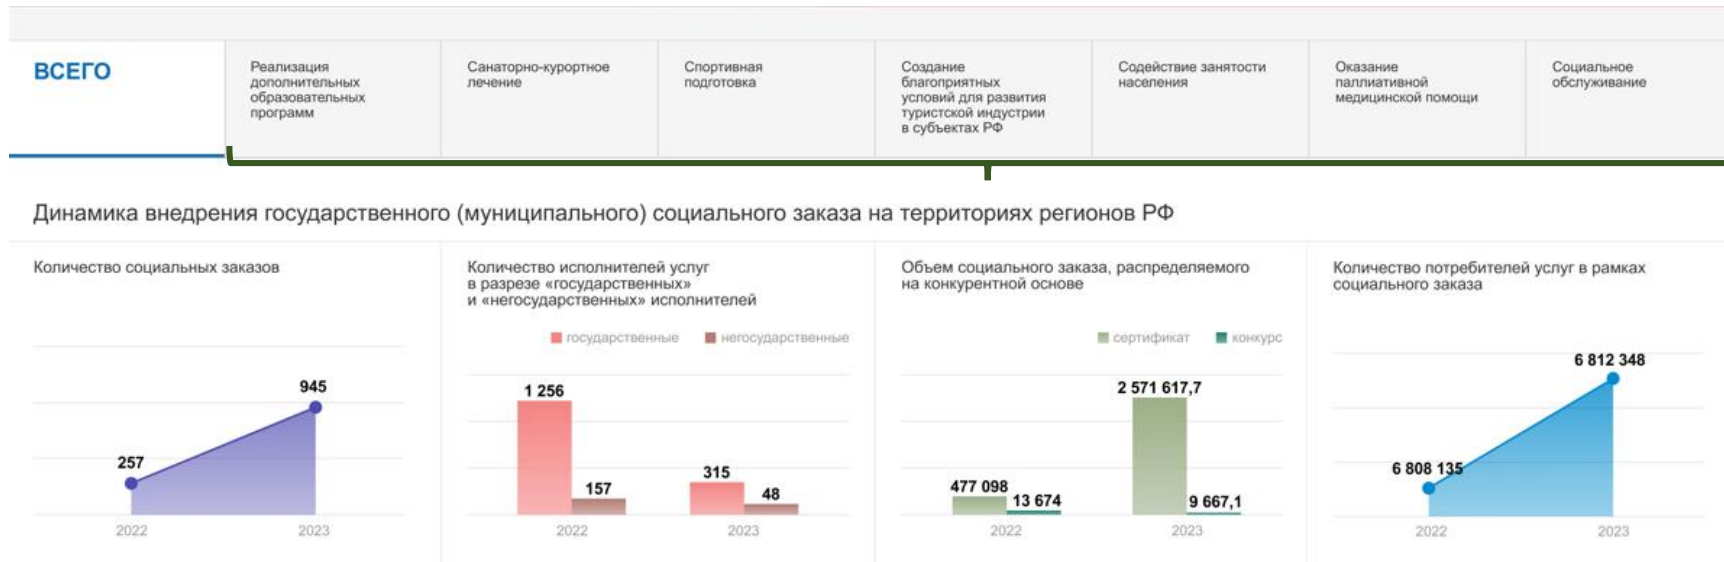 ВСЕГО
Реализация
дополнительных
образовательных
программ
Санаторно-курортное
лечение
Спортивная
подготовка
Создание
благоприятных
условий для развития
туристской индустрии
в субъектах РФ
Содействие занятости
населения
Оказание
паллиативной
медицинской помощи
Социальное
обслуживание
Динамика внедрения государственного (муниципального) социального заказа на территориях регионов РФ
Количество социальных заказов
945
257
2022 2023
Количество исполнителей услуг
в разрезе «государственных»
и «негосударственных» исполнителей
государственные негосударственные
1 256
157
315
48
2022 2023
Объем социального заказа, распределяемого
на конкурентной основе
сертификат конкурс
2 571 617,7
477 098
13 674
9 667,1
2022 2023
Количество потребителей услуг в рамках
социального заказа
6 812 348
6 808 135
2022 2023